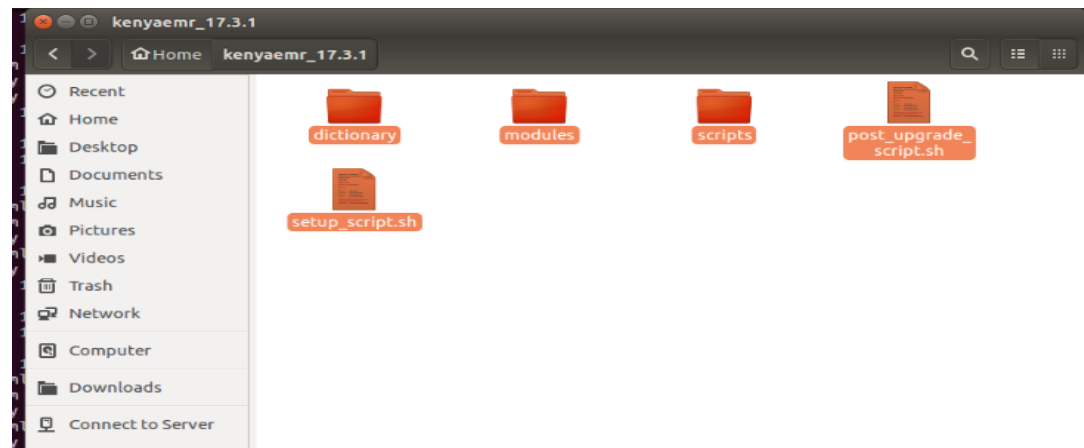 kenyaemr_17.3.1
Home kenyaemr_17.3.1
Recent
Home
Desktop
Documents
Music
Pictures
Videos
Trash
Network
Computer
Downloads
Connect to Server
dictionary
modules
scripts
post_upgrade_
script.sh
setup_script.sh